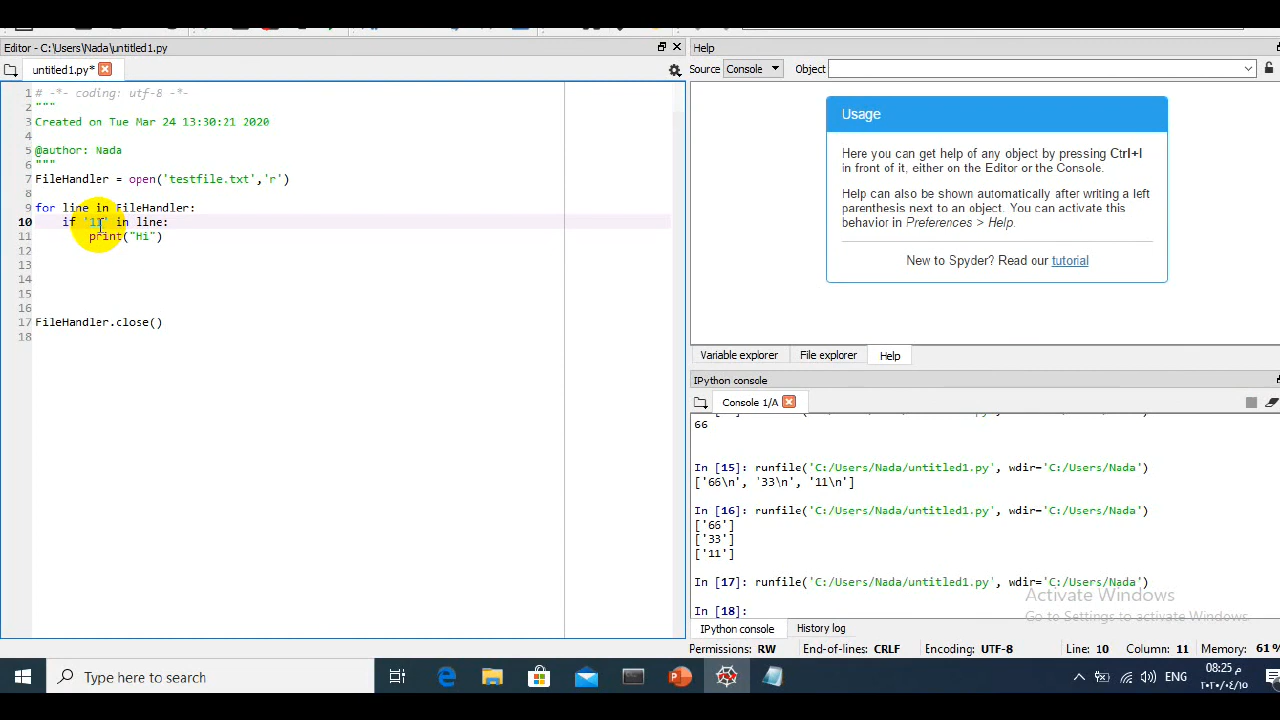 Editor - C:\Users\Nada\untitled1.py
untitled1.py*
1 # -*- coding: utf-8 -*-
2 """
3 Created on Tue Mar 24 13:30:21 2020
4
5 @author: Nada
6 """
7 FileHandler = open('testfile.txt','r')
8
9 for line in FileHandler:
10 if '11' in line:
11 print("Hi")
12
13
14
15
16
17 FileHandler.close()
18
Help
Source Console Object
Usage
Here you can get help of any object by pressing Ctrl+I
in front of it, either on the Editor or the Console.
Help can also be shown automatically after writing a left
parenthesis next to an object. You can activate this
behavior in Preferences > Help.
New to Spyder? Read our tutorial
Variable explorer File explorer Help
IPython console
Console 1/A
66
In [15]: runfile('C:/Users/Nada/untitled1.py', wdir='C:/Users/Nada')
['66\n', '33\n', '11\n']
In [16]: runfile('C:/Users/Nada/untitled1.py', wdir='C:/Users/Nada')
['66']
['33']
['11']
In [17]: runfile('C:/Users/Nada/untitled1.py', wdir='C:/Users/Nada')
In [18]:
Activate Windows
Go to Settings to activate Windows.
IPython console History log
Permissions: RW End-of-lines: CRLF Encoding: UTF-8 Line: 10 Column: 11 Memory: 61 %
Type here to search
ENG
08:25 م